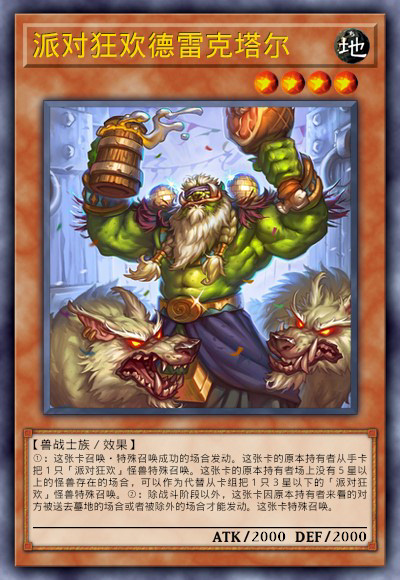 派对狂欢德雷克塔尔
地
【兽战士族／效果】
①：这张卡召唤·特殊召唤成功的场合发动。这张卡的原本持有者从手卡
把１只「派对狂欢」怪兽特殊召唤。这张卡的原本持有者场上没有５星以
上的怪兽存在的场合，可以作为代替从卡组把１只３星以下的「派对狂
欢」怪兽特殊召唤。②：除战斗阶段以外，这张卡因原本持有者来看的对
方被送去墓地的场合或者被除外的场合才能发动。这张卡特殊召唤。
ATK/2000 DEF/2000